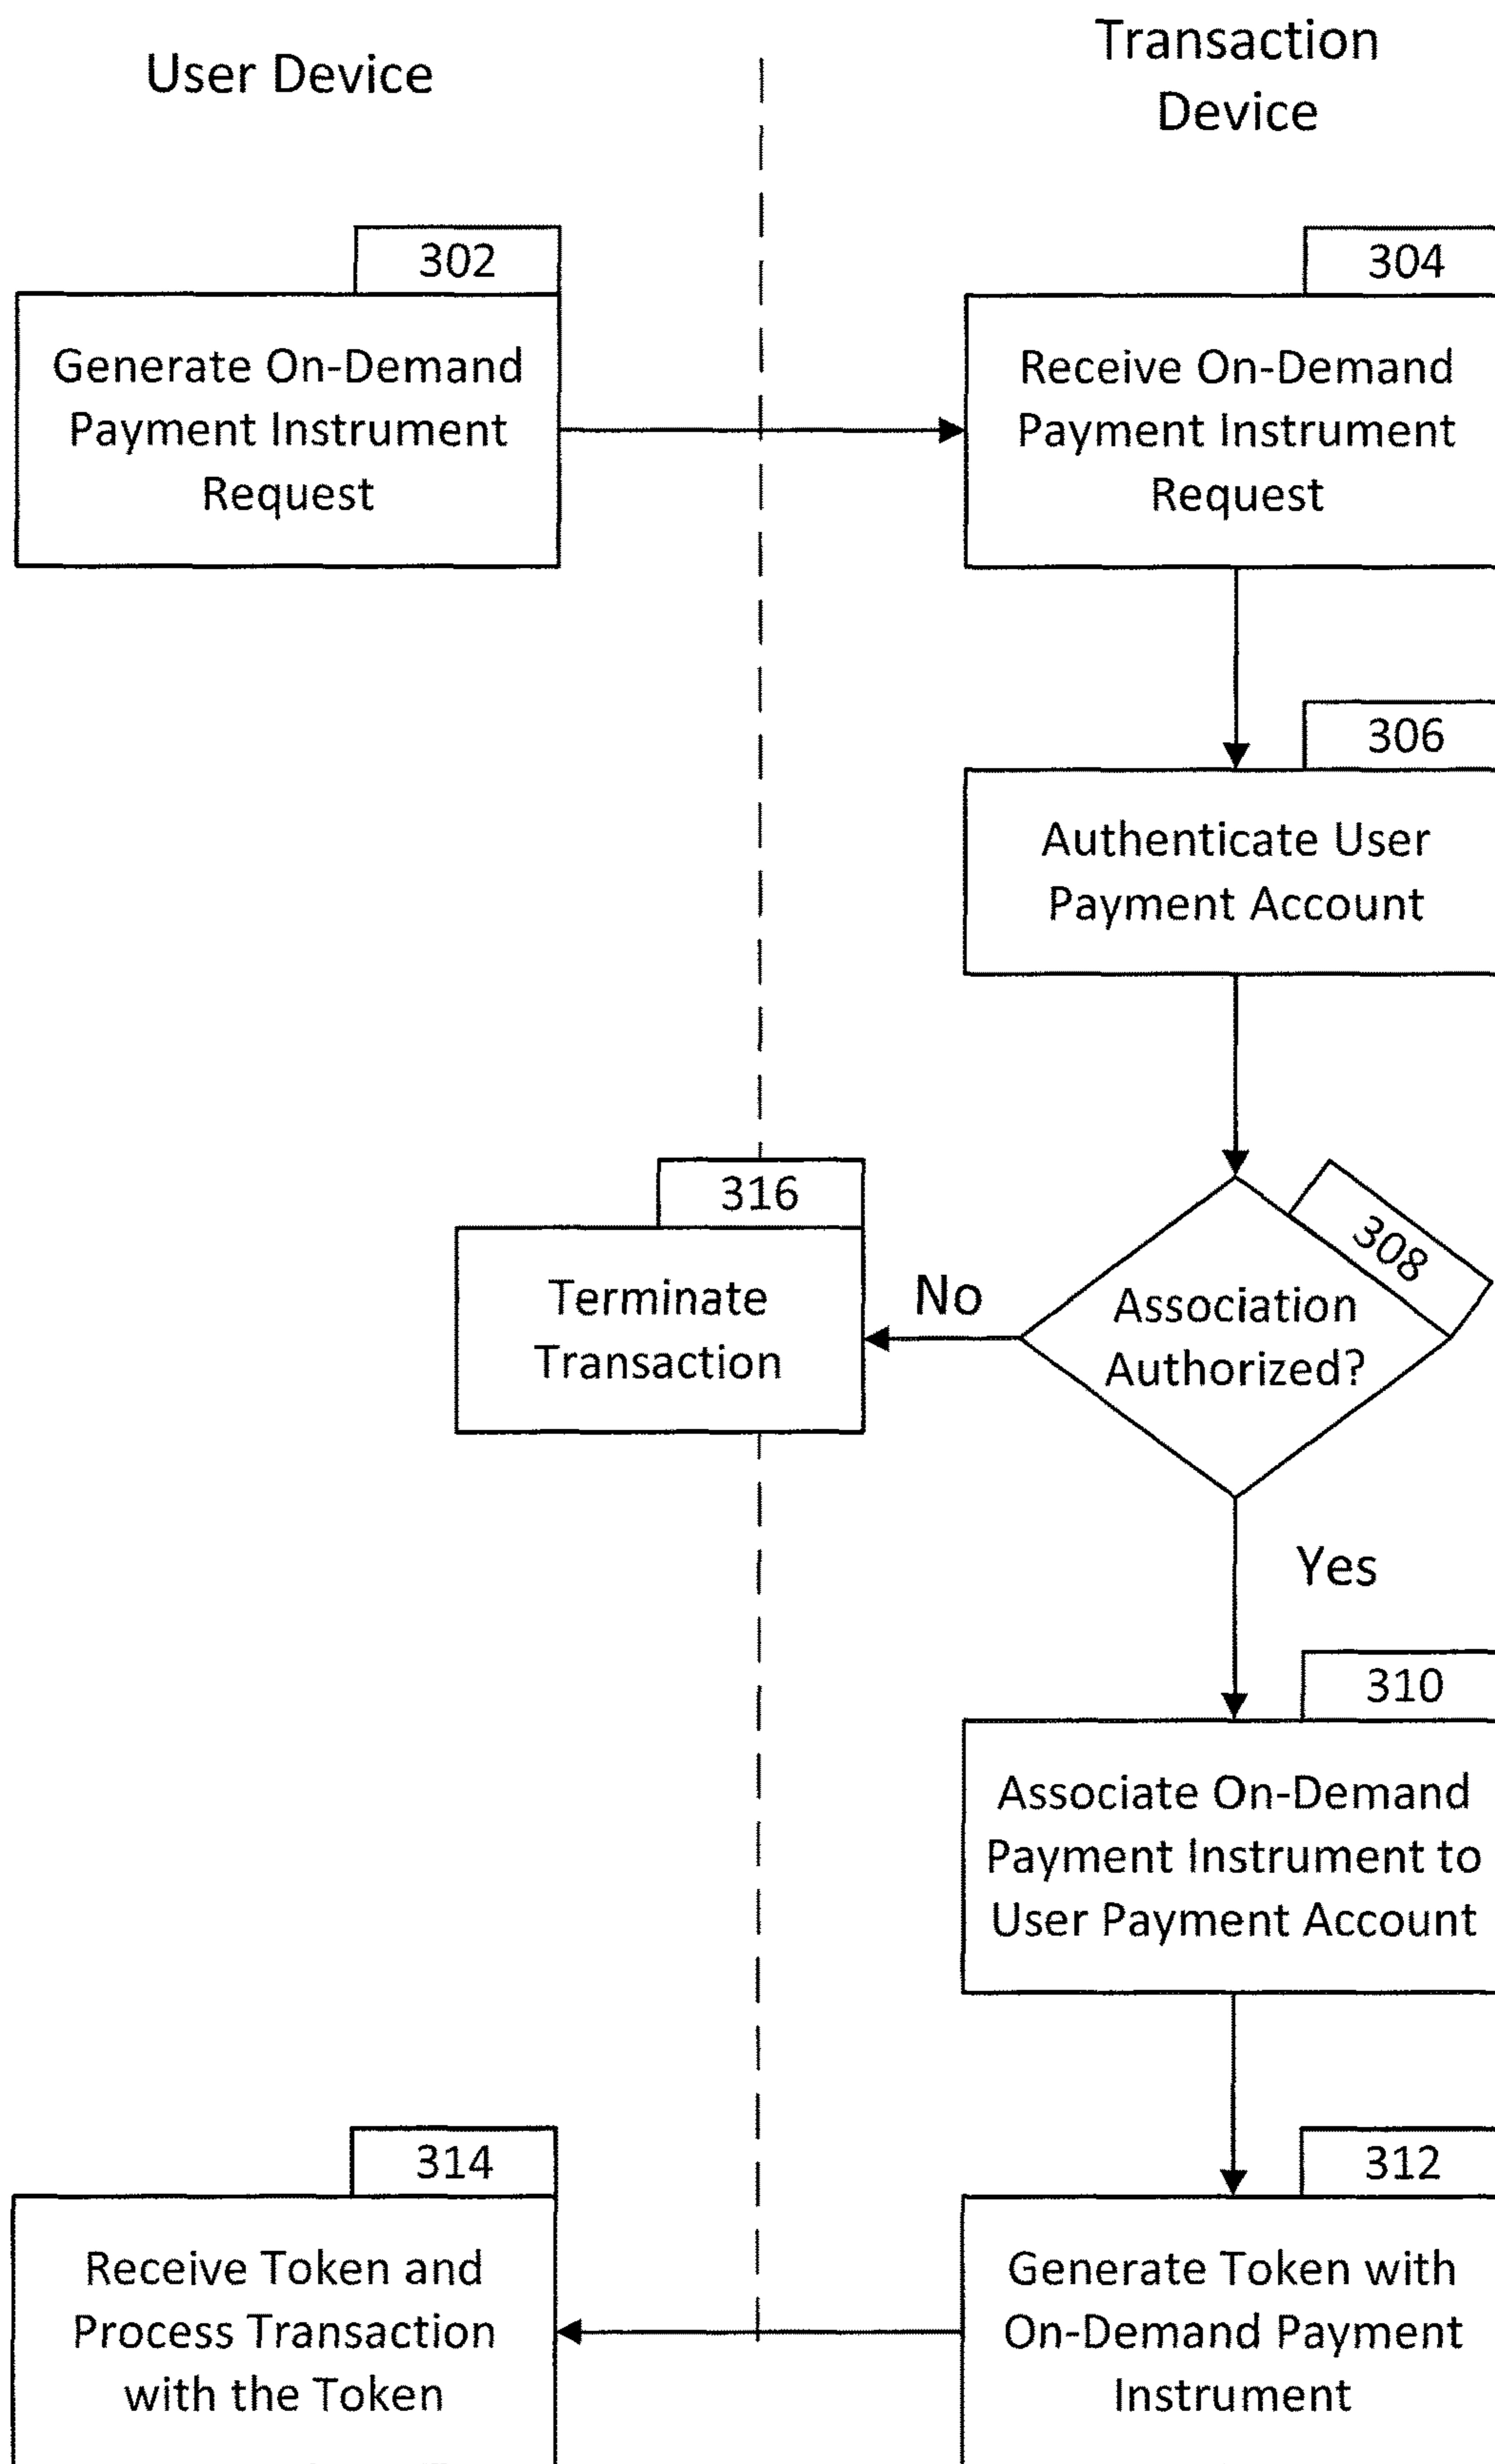 User Device
Transaction
Device
302
Generate On-Demand
Payment Instrument
Request
304
Receive On-Demand
Payment Instrument
Request
306
Authenticate User
Payment Account
308
Association
Authorized?
No
316
Terminate
Transaction
Yes
310
Associate On-Demand
Payment Instrument to
User Payment Account
312
Generate Token with
On-Demand Payment
Instrument
314
Receive Token and
Process Transaction
with the Token